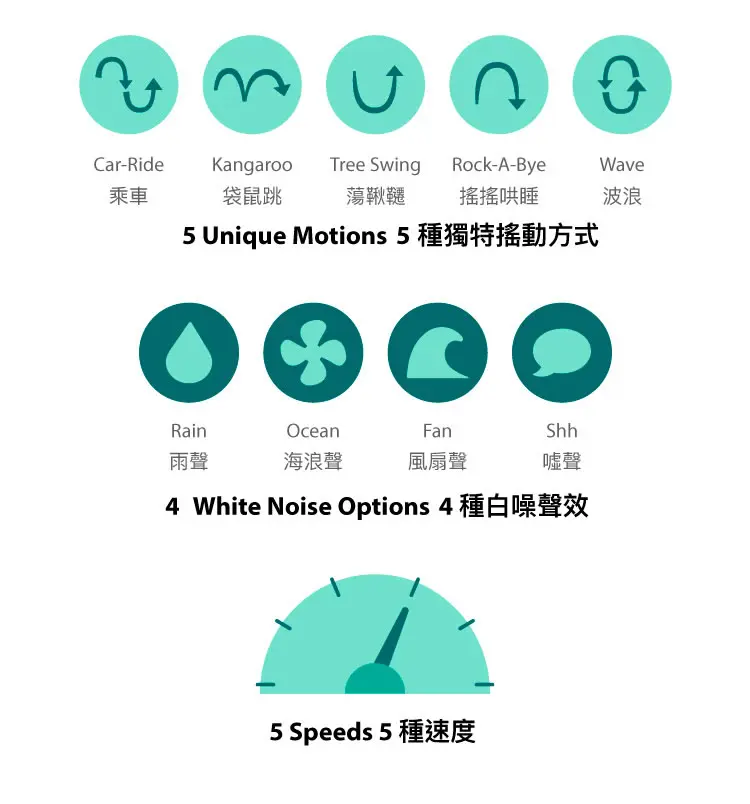 Car-Ride Kangaroo Tree Swing Rock-A-Bye Wave
乘車 袋鼠跳 蕩鞦韆 搖搖哄睡 波浪
5 Unique Motions 5 種獨特搖動方式
Rain Ocean Fan Shh
雨聲 海浪聲 風扇聲 噓聲
4 White Noise Options 4 種白噪聲效
5 Speeds 5 種速度